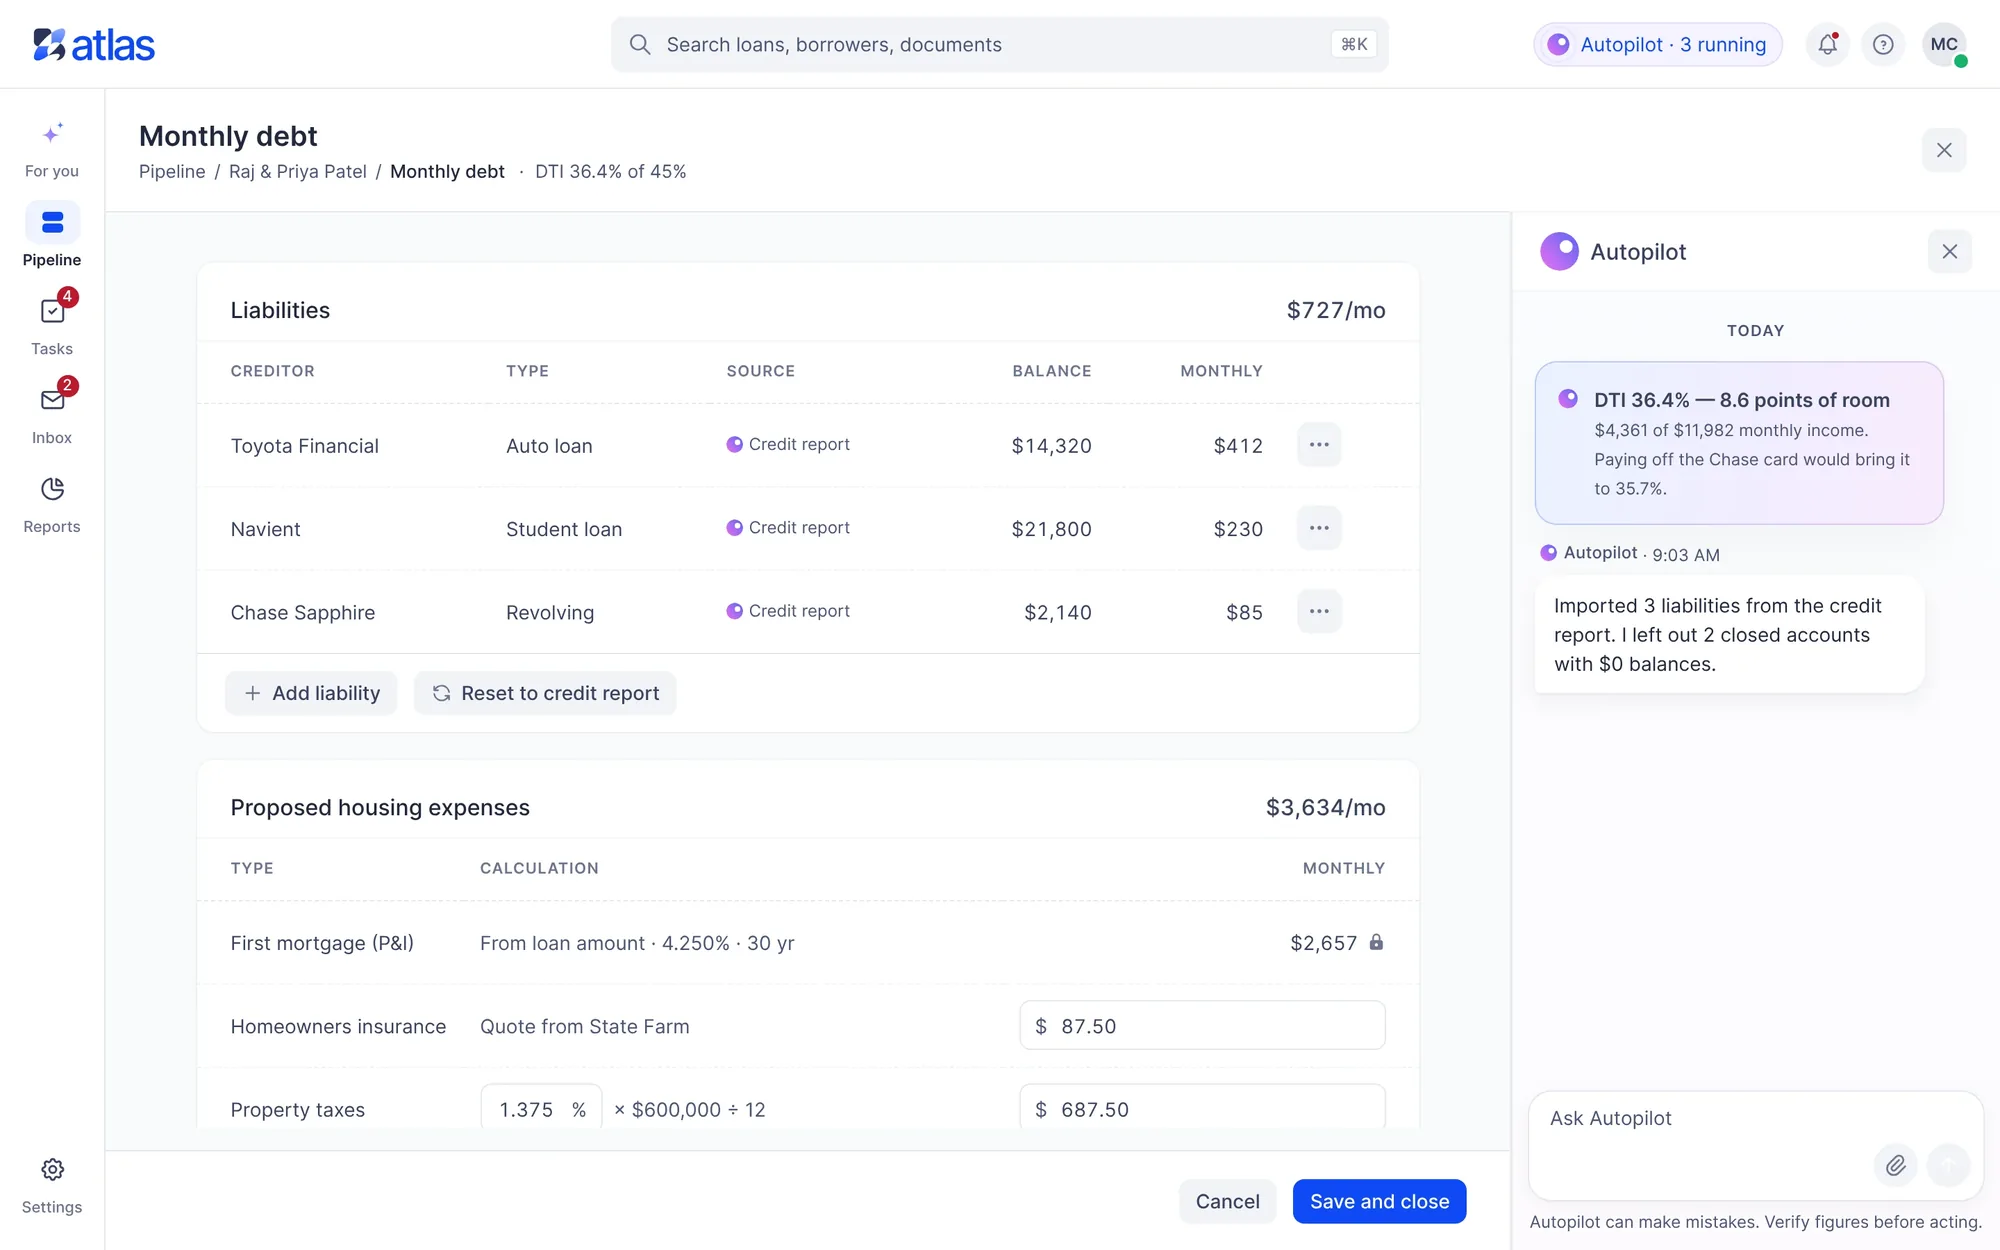 atlas
Search loans, borrowers, documents
⌘K
Autopilot · 3 running
MC
For you
Pipeline
4
Tasks
2
Inbox
Reports
Settings
Monthly debt
Pipeline / Raj & Priya Patel / Monthly debt · DTI 36.4% of 45%
Liabilities $727/mo
CREDITOR TYPE SOURCE BALANCE MONTHLY
Toyota Financial Auto loan Credit report $14,320 $412
Navient Student loan Credit report $21,800 $230
Chase Sapphire Revolving Credit report $2,140 $85
+ Add liability Reset to credit report
Proposed housing expenses $3,634/mo
TYPE CALCULATION MONTHLY
First mortgage (P&I) From loan amount · 4.250% · 30 yr $2,657
Homeowners insurance Quote from State Farm $ 87.50
Property taxes 1.375 % × $600,000 ÷ 12 $ 687.50
Cancel Save and close
Autopilot
TODAY
DTI 36.4% — 8.6 points of room
$4,361 of $11,982 monthly income.
Paying off the Chase card would bring it
to 35.7%.
Autopilot · 9:03 AM
Imported 3 liabilities from the credit
report. I left out 2 closed accounts
with $0 balances.
Ask Autopilot
Autopilot can make mistakes. Verify figures before acting.